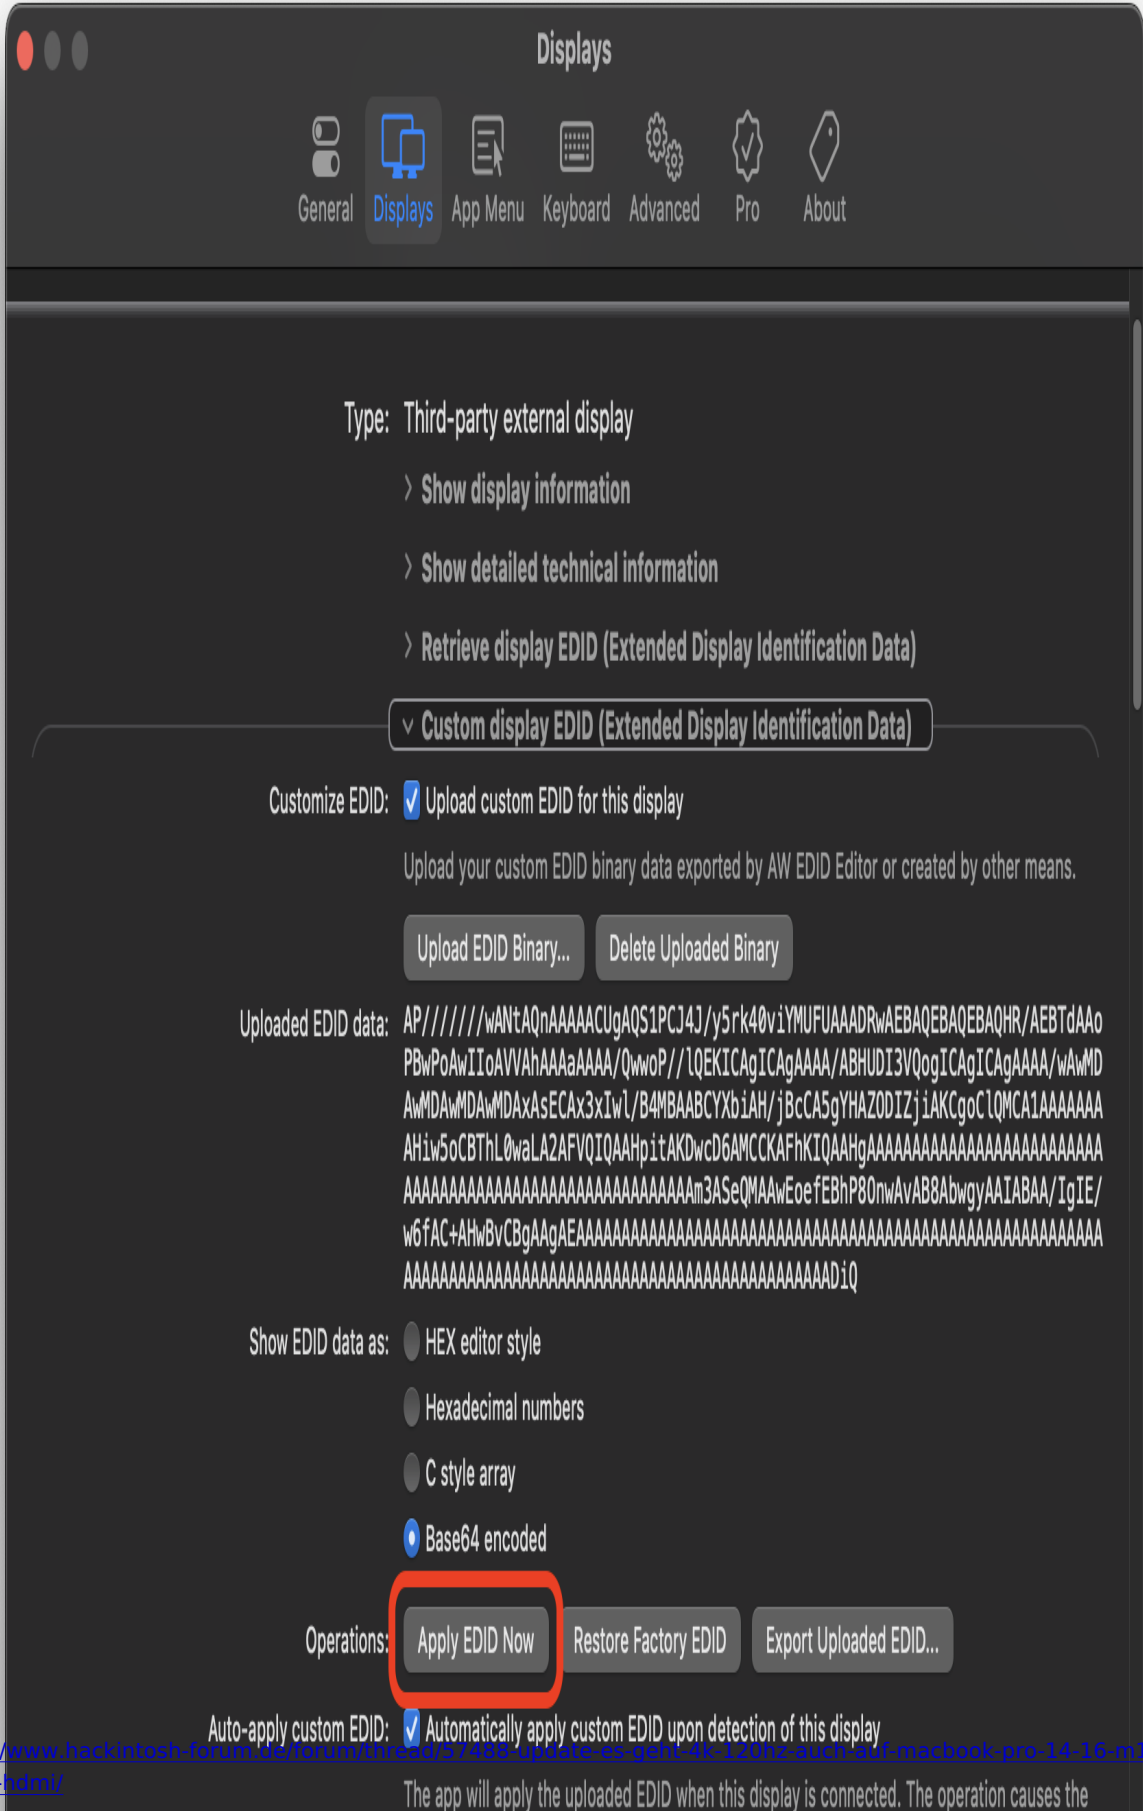 Displays
General Displays App Menu Keyboard Advanced Pro About
Type: Third-party external display
Show display information
Show detailed technical information
Retrieve display EDID (Extended Display Identification Data)
Custom display EDID (Extended Display Identification Data)
Customize EDID: Upload custom EDID for this display
Upload your custom EDID binary data exported by AW EDID Editor or created by other means.
Upload EDID Binary... Delete Uploaded Binary
Uploaded EDID data: AP///////wANtAQnAAAAACUgAQS1PCJ4J/y5rk40viYMUFUAAADRwAEBAQEBAQEBAQHR/AEBTdAAo
PBwPoAwIIoAVVAhAAAaAAAA/QwwoP//lQEKICAgICAgAAAA/ABHUDI3VQogICAgICAgAAAA/wAwMD
AwMDAwMDAwMDAxAsECAx3xIwl/B4MBAABCYXbiAH/jBcCA5gYHAZODIZjiAKCgoClQMCA1AAAAAAA
AHiw5oCBThL0waLA2AFVQIQAAHpitAKDwcD6AMCCKAFhKIQAAHgAAAAAAAAAAAAAAAAAAAAAAAAAA
AAAAAAAAAAAAAAAAAAAAAAAAAAAAAAAAm3ASeQMAAwEoefEBhP8OnwAvAB8AbwgyAAIABAA/IgIE/
w6fAC+AHwBvCBgAAgAEAAAAAAAAAAAAAAAAAAAAAAAAAAAAAAAAAAAAAAAAAAAAAAAAAAAAAAAAA
AAAAAAAAAAAAAAAAAAAAAAAAAAAAAAAAAAAAAAAAAAAAAAADiQ
Show EDID data as: HEX editor style
Hexadecimal numbers
C style array
Base64 encoded
Operations: Apply EDID Now Restore Factory EDID Export Uploaded EDID...
Auto-apply custom EDID: Automatically apply custom EDID upon detection of this display
/www.hackintosh-forum.de/forum/thread/57488-update-es-geht-4k-120hz-auch-auf-macbook-pro-14-16-m1
-hdmi/
The app will apply the uploaded EDID when this display is connected. The operation causes the